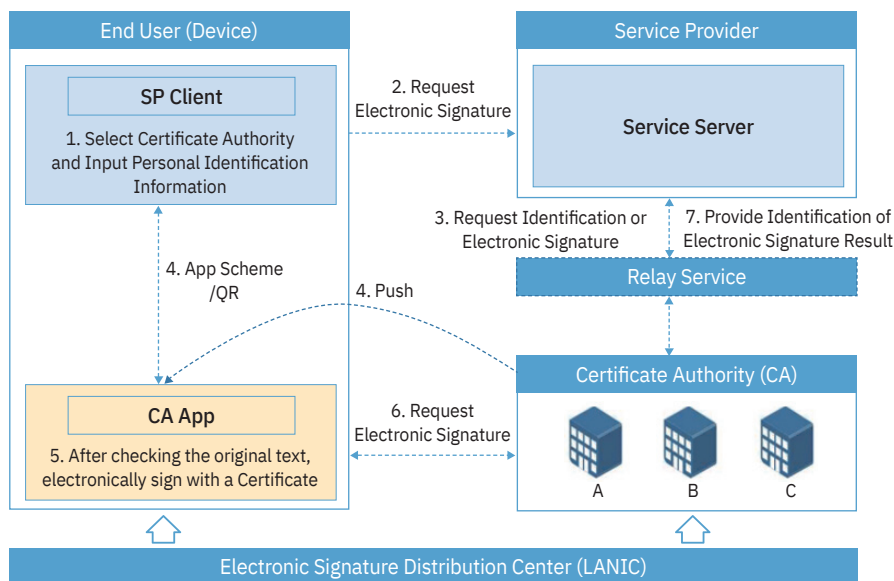 End User (Device)
SP Client
1. Select Certificate Authority
and Input Personal Identification
Information
4. App Scheme
/QR
CA App
5. After checking the original text,
electronically sign with a Certificate
2. Request
Electronic Signature
4. Push
6. Request
Electronic Signature
Service Provider
Service Server
3. Request Identification or
Electronic Signature
7. Provide Identification of
Electronic Signature Result
Relay Service
Certificate Authority (CA)
A
B
C
Electronic Signature Distribution Center (LANIC)